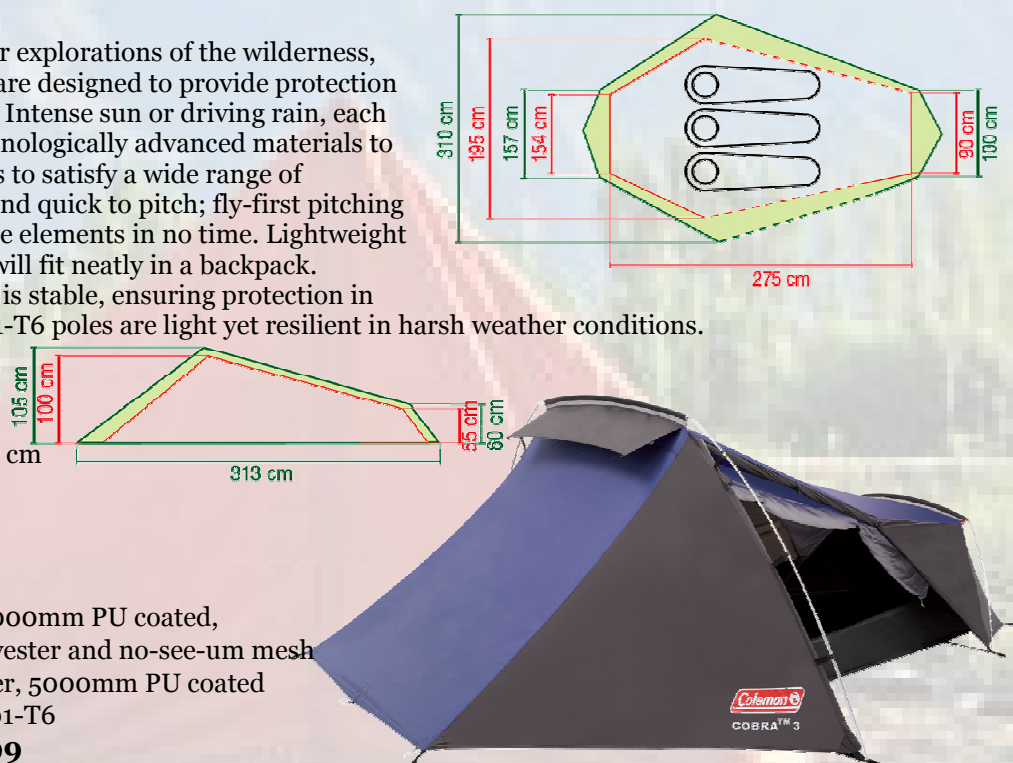 r explorations of the wilderness,
are designed to provide protection
Intense sun or driving rain, each
nologically advanced materials to
s to satisfy a wide range of
nd quick to pitch; fly-first pitching
e elements in no time. Lightweight
will fit neatly in a backpack.
is stable, ensuring protection in
1-T6 poles are light yet resilient in harsh weather conditions.
310 cm
195 cm
157 cm
154 cm
90 cm
100 cm
275 cm
105 cm
100 cm
55 cm
60 cm
cm
313 cm
000mm PU coated,
vester and no-see-um mesh
er, 5000mm PU coated
01-T6
99
Coleman
COBRA™ 3